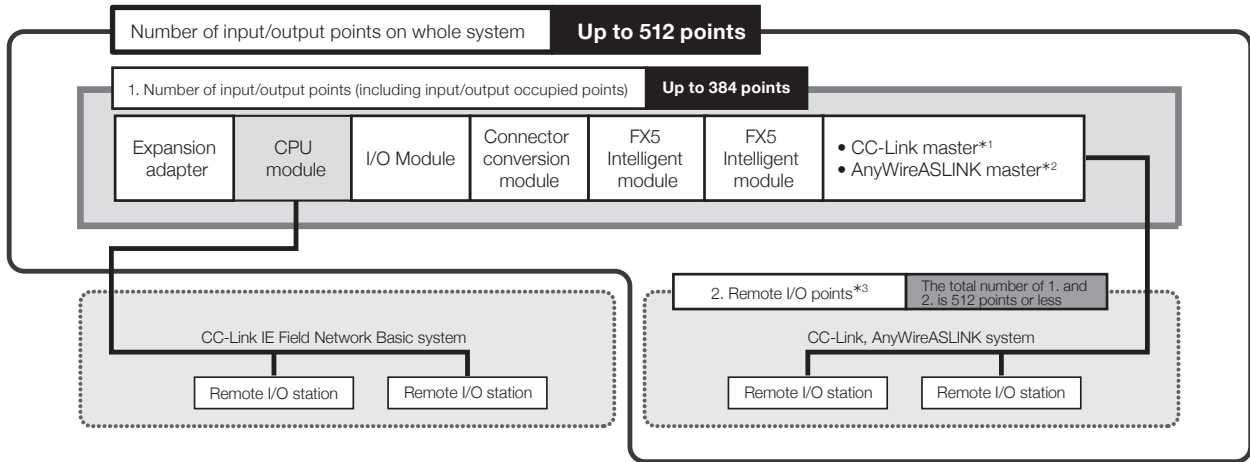 Number of input/output points on whole system
Up to 512 points
1. Number of input/output points (including input/output occupied points)
Up to 384 points
Expansion
adapter
CPU
module
I/O Module
Connector
conversion
module
FX5
Intelligent
module
FX5
Intelligent
module
• CC-Link master*1
• AnyWireASLINK master*2
2. Remote I/O points*3
The total number of 1. and
2. is 512 points or less
CC-Link IE Field Network Basic system
Remote I/O station
Remote I/O station
CC-Link, AnyWireASLINK system
Remote I/O station
Remote I/O station